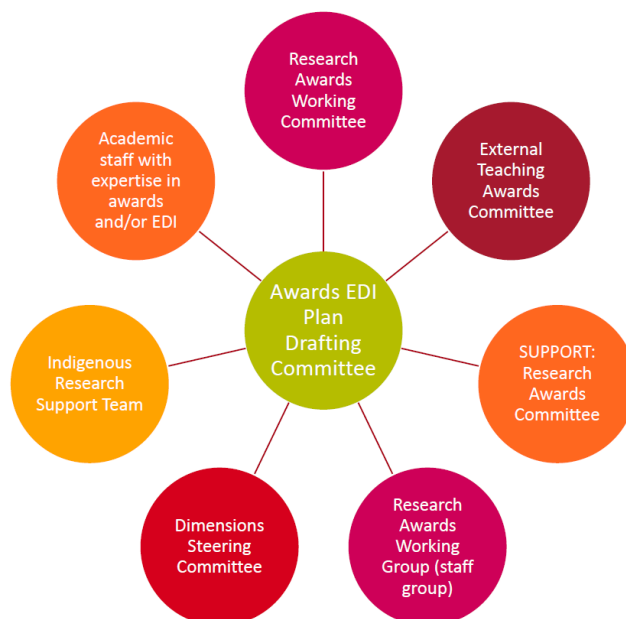 Research
Awards
Working
Committee
Academic
staff with
expertise in
awards
and/or EDI
External
Teaching
Awards
Committee
Awards EDI
Plan
Drafting
Committee
Indigenous
Research
Support Team
SUPPORT:
Research
Awards
Committee
Dimensions
Steering
Committee
Research
Awards
Working
Group (staff
group)